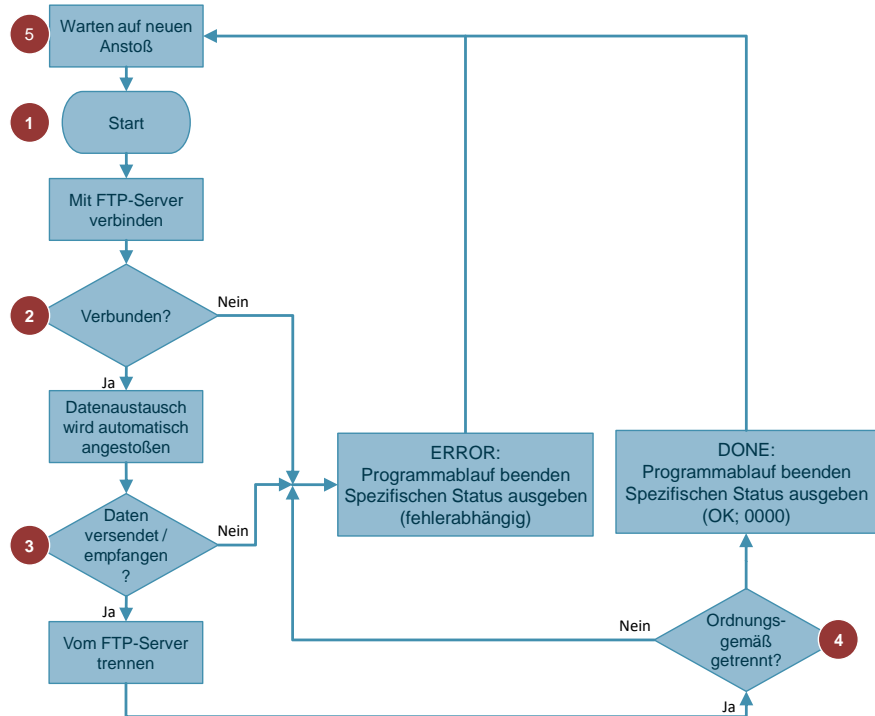 5
Warten auf neuen
Anstoß
1
Start
Mit FTP-Server
verbinden
2
Verbunden?
Nein
Ja
Datenaustausch
wird automatisch
angestoßen
ERROR:
Programmablauf beenden
Spezifischen Status ausgeben
(fehlerabhängig)
DONE:
Programmablauf beenden
Spezifischen Status ausgeben
(OK; 0000)
3
Daten
versendet /
empfangen
?
Nein
Ja
Vom FTP-Server
trennen
Nein
Ordnungs-
gemäß
getrennt?
4
Ja